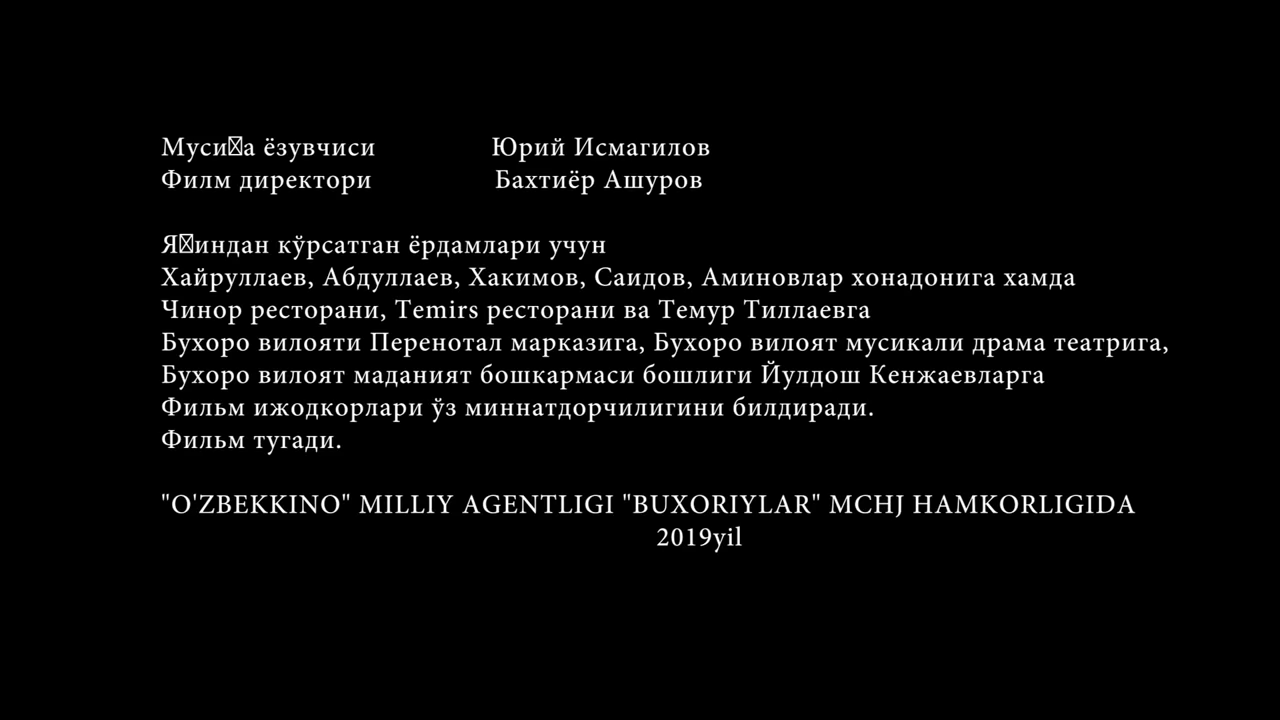 Муси☒а ёзувчиси Юрий Исмагилов
Филм директори Бахтиёр Ашуров
Я☒индан кўрсатган ёрдамлари учун
Хайруллаев, Абдуллаев, Хакимов, Саидов, Аминовлар хонадонига хамда
Чинор ресторани, Temirs ресторани ва Темур Тиллаевга
Бухоро вилояти Перенотал марказига, Бухоро вилоят мусикали драма театрига,
Бухоро вилоят маданият бошкармаси бошлиги Йулдош Кенжаевларга
Фильм ижодкорлари ўз миннатдорчилигини билдиради.
Фильм тугади.
"O'ZBEKKINO" MILLIY AGENTLIGI "BUXORIYLAR" MCHJ HAMKORLIGIDA
2019yil